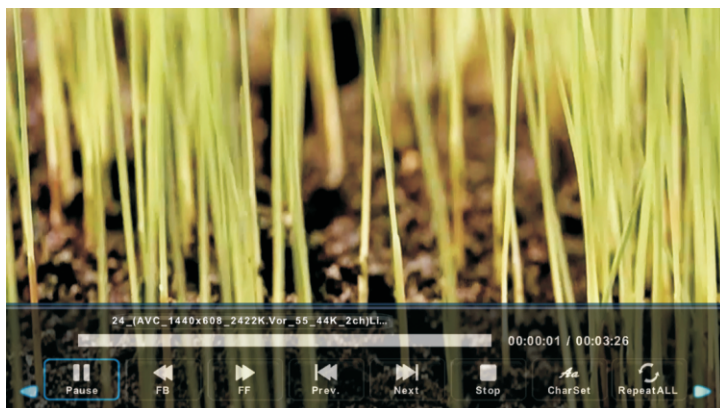 24_(AVC_1440x608_2422K.Vor_55_44K_2ch)LI...
00:00:01 / 00:03:26
Pause FB FF Prev. Next Stop CharSet RepeatALL